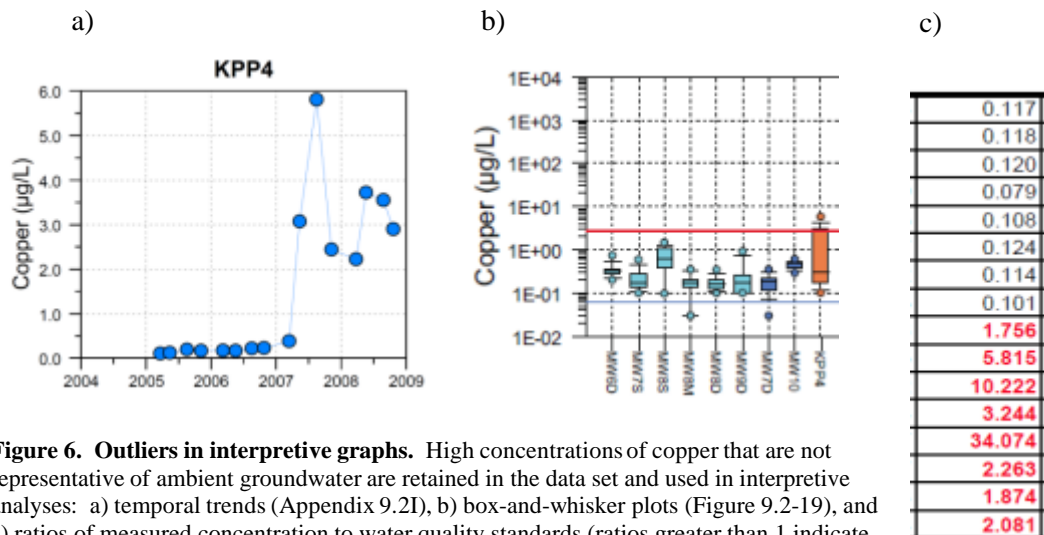 a)
b)
c)
KPP4
Copper (µg/L)
6.0
5.0
4.0
3.0
2.0
1.0
0.0
2004
2005
2006
2007
2008
2009
Copper (µg/L)
1E+04
1E+03
1E+02
1E+01
1E+00
1E-01
1E-02
MW6D
MW7S
MW8S
MW8M
MW8D
MW9D
MW7D
MW10
KPP4
0.117
0.118
0.120
0.079
0.108
0.124
0.114
0.101
1.756
5.815
10.222
3.244
34.074
2.263
1.874
2.081
igure 6. Outliers in interpretive graphs. High concentrations of copper that are not
epresentative of ambient groundwater are retained in the data set and used in interpretive
nalyses: a) temporal trends (Appendix 9.2I), b) box-and-whisker plots (Figure 9.2-19), and
) ratios of measured concentration to water quality standards (ratios greater than 1 indicate